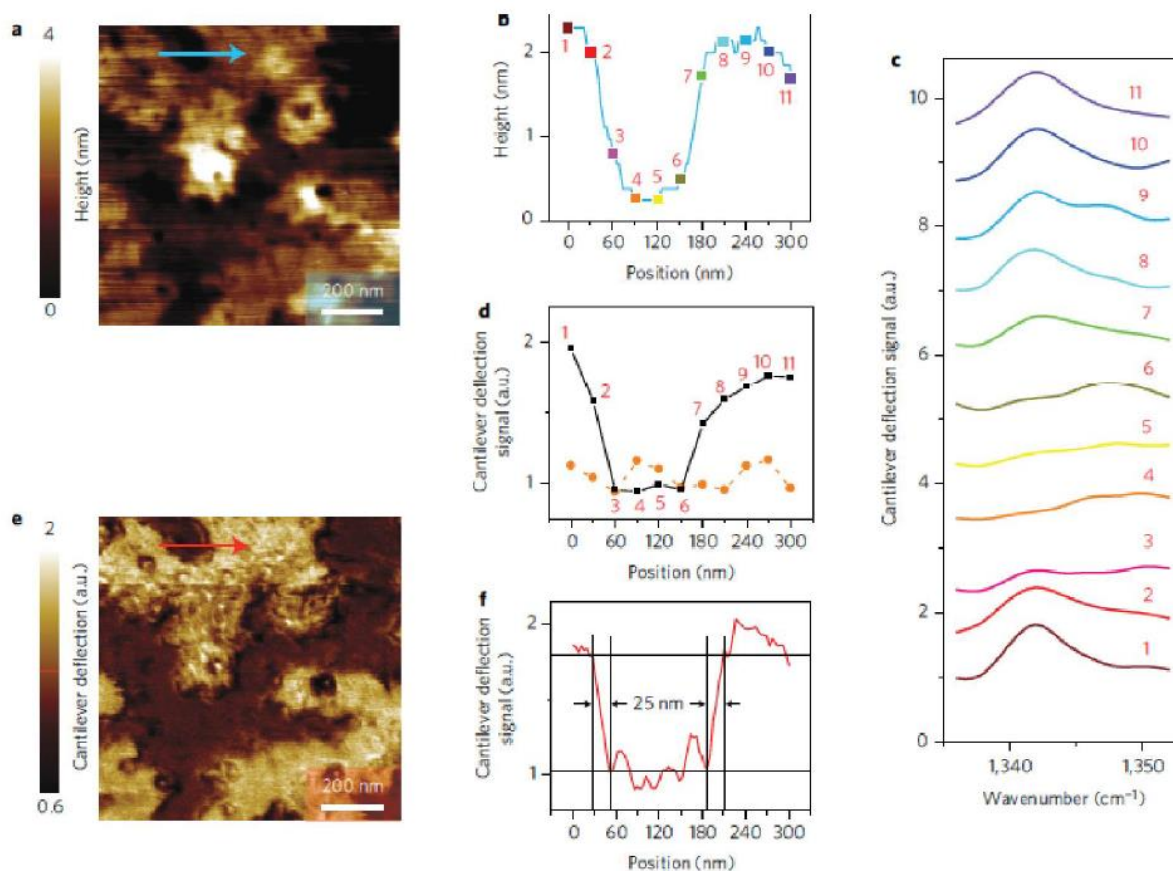 a
4
Height (nm)
0
200 nm
B
2
1
0
Height (nm)
1
2
3
4
5
6
7
8
9
10
11
0 60 120 180 240 300
Position (nm)
c
10
8
6
4
2
0
Cantilever deflection signal (a.u.)
11
10
9
8
7
6
5
4
3
2
1
1,340 1,350
Wavenumber (cm⁻¹)
d
2
1
Cantilever deflection
signal (a.u.)
1
2
3
4
5
6
7
8
9
10
11
0 60 120 180 240 300
Position (nm)
e
2
Cantilever deflection (a.u.)
0.6
200 nm
f
2
1
Cantilever deflection
signal (a.u.)
25 nm
0 60 120 180 240 300
Position (nm)